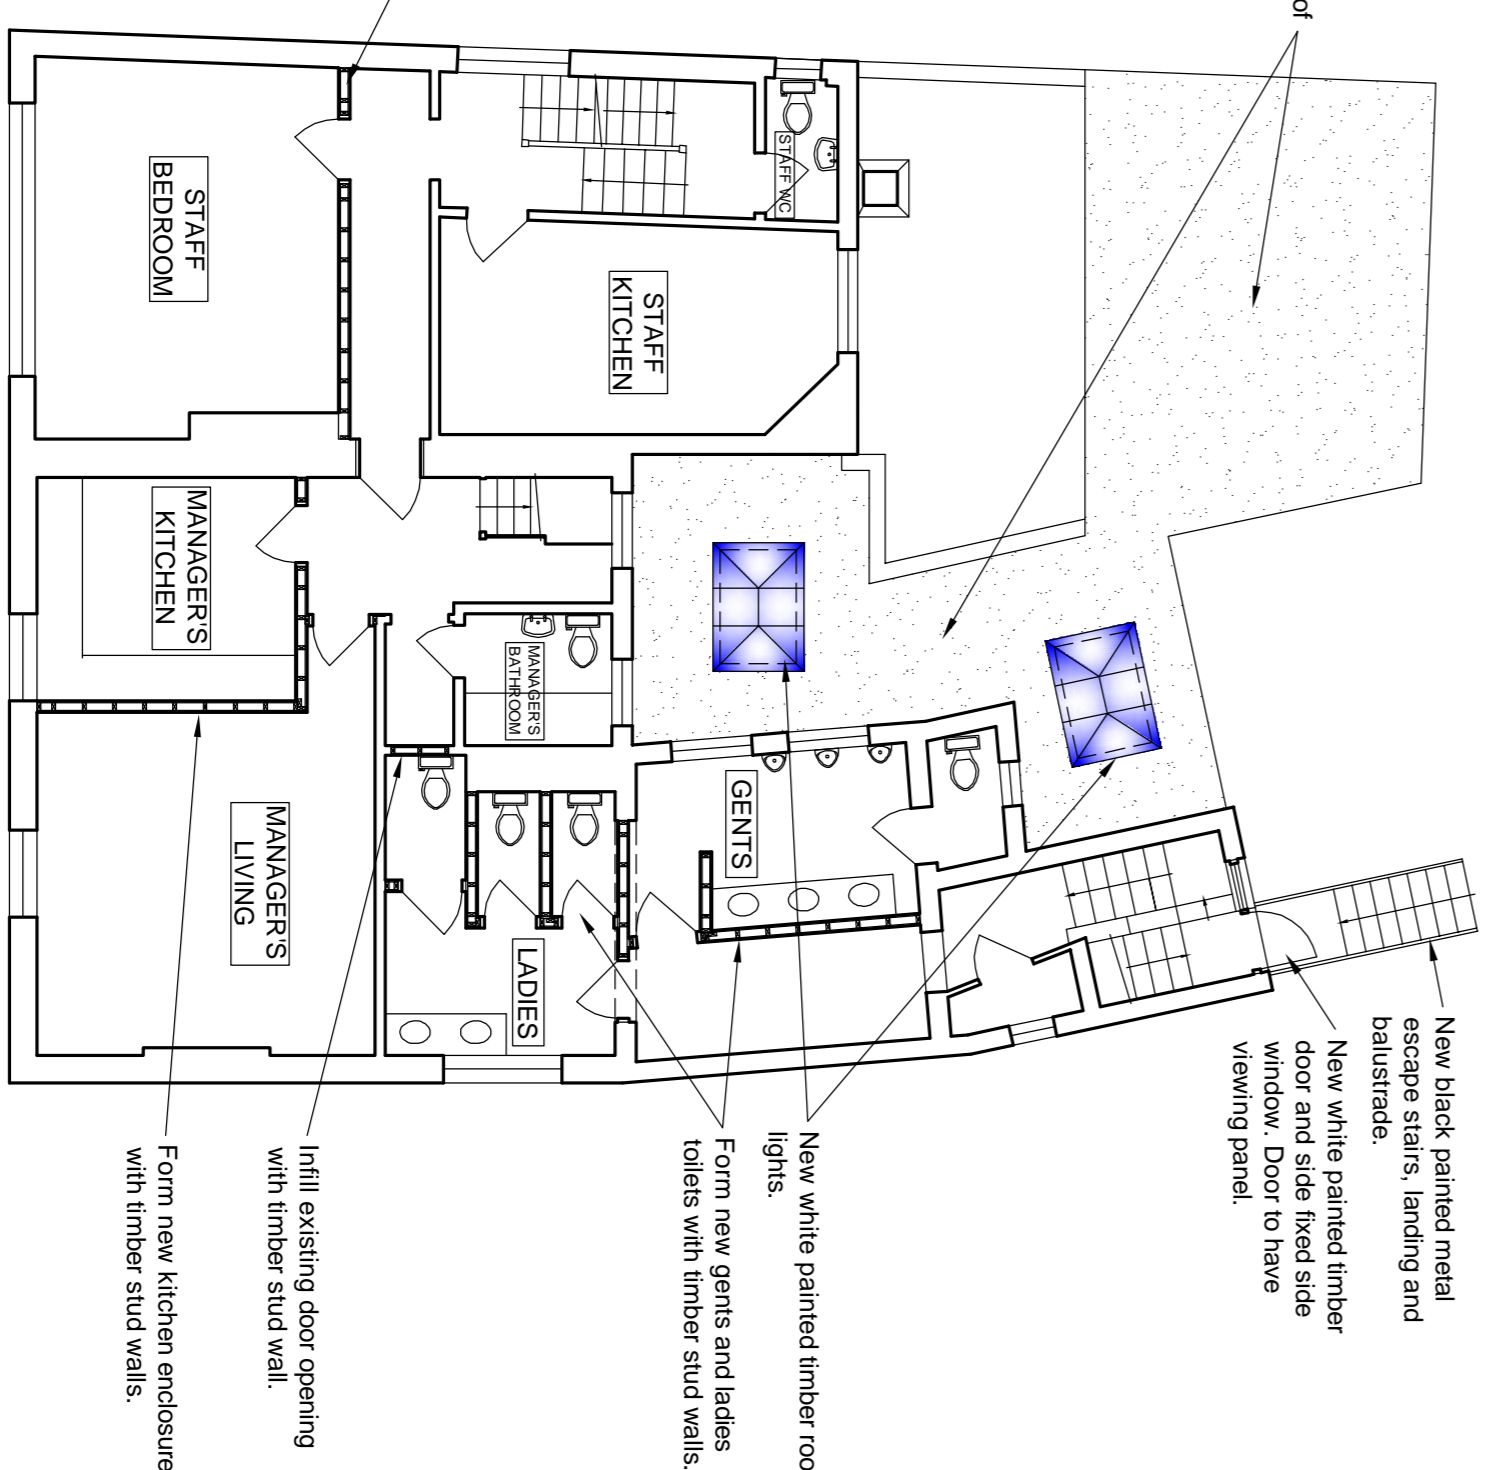 of
STAFF WC
STAFF
KITCHEN
STAFF
BEDROOM
MANAGER'S
KITCHEN
MANAGER'S
BATHROOM
MANAGER'S
LIVING
GENTS
LADIES
New black painted metal
escape stairs, landing and
balustrade.
New white painted timber
door and side fixed side
window. Door to have
viewing panel.
New white painted timber roo
lights.
Form new gents and ladies
toilets with timber stud walls.
Infill existing door opening
with timber stud wall.
Form new kitchen enclosure
with timber stud walls.